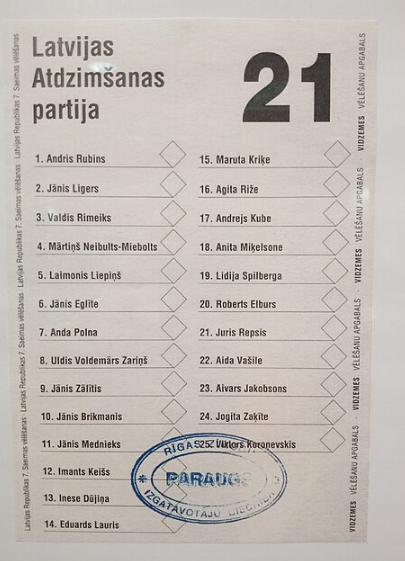 Latvijas
Atdzimšanas
partija
21
1. Andris Rubins
2. Jānis Ligers
3. Valdis Rimeiks
4. Mārtiņš Neibults-Miebolts
5. Laimonis Liepiņš
6. Jānis Eglīte
7. Anda Polna
8. Uldis Voldemārs Zariņš
9. Jānis Zālītis
10. Jānis Brikmanis
11. Jānis Mednieks
12. Imants Keišs
13. Inese Dūjiņa
14. Eduards Lauris
15. Maruta Kriķe
16. Agita Riže
17. Andrejs Kube
18. Anita Miķelsone
19. Lidija Spilberga
20. Roberts Elburs
21. Juris Repsis
22. Aida Vašile
23. Aivars Jakobsons
24. Jogita Zaķīte
25. Viktors Koronevskis
RĪGAS
PARAUGS
IZGATAVOTĀJU
Latvijas Republikas 7. Saeimas vēlēšanas · Latvijas Republikas 7. Saeimas vēlēšanas · Latvijas Republikas 7. Saeimas vēlēšanas · Latvijas Republikas 7. Saeimas vēlēšanas
VIDZEMES VĒLĒŠANU APGABALS · VIDZEMES VĒLĒŠANU APGABALS · VIDZEMES VĒLĒŠANU APGABALS · VIDZEMES VĒLĒŠANU APGABALS